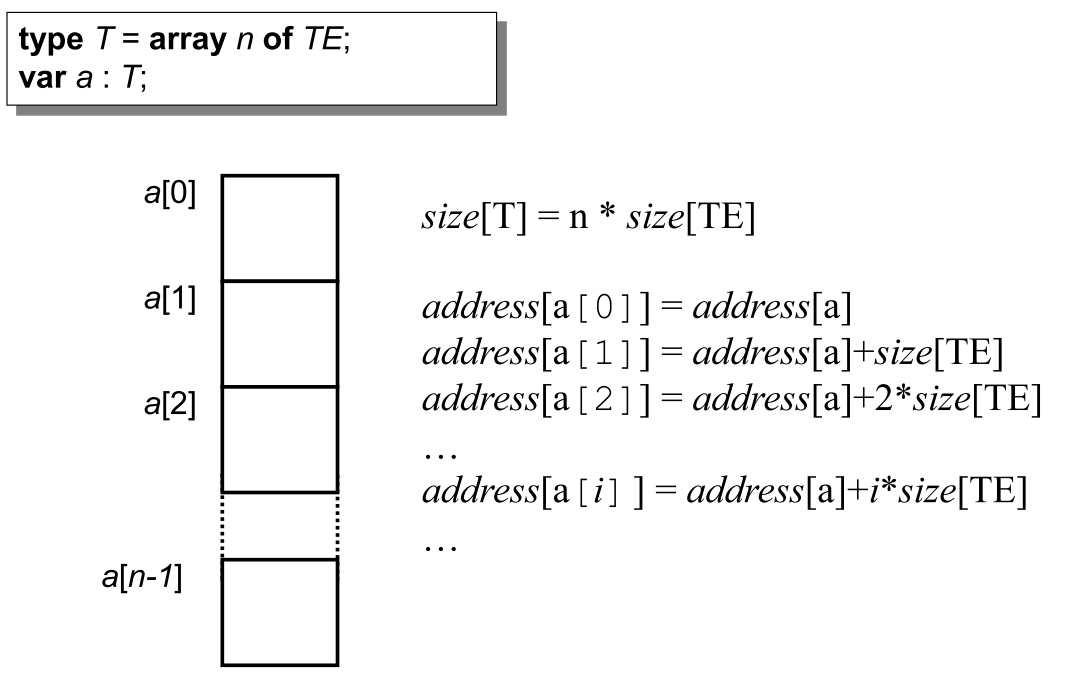 type T = array n of TE;
var a : T;
a[0]
size[T] = n * size[TE]
a[1]
address[a[0]] = address[a]
address[a[1]] = address[a]+size[TE]
a[2]
address[a[2]] = address[a]+2*size[TE]
…
address[a[i] ] = address[a]+i*size[TE]
…
a[n-1]